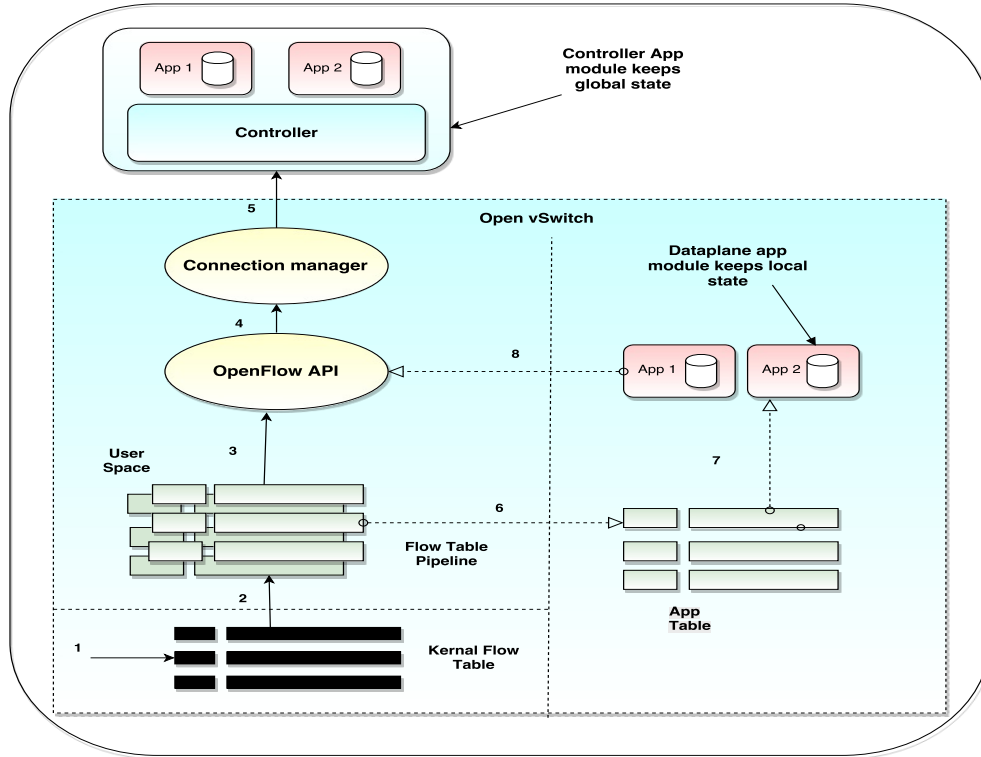 App 1
App 2
Controller App
module keeps
global state
Controller
5
Open vSwitch
Connection manager
Dataplane app
module keeps local
state
4
OpenFlow API
8
App 1
App 2
3
User
Space
7
6
Flow Table
Pipeline
2
App
Table
1
Kernal Flow
Table